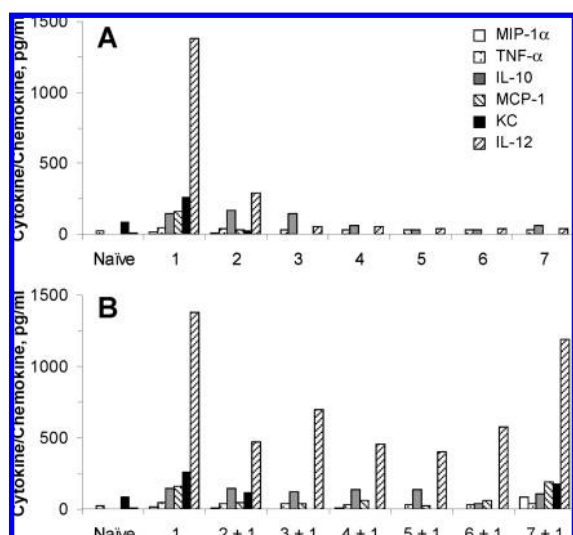 A
Cytokine/Chemokine, pg/ml
1500
1000
500
0
MIP-1α
TNF-α
IL-10
MCP-1
KC
IL-12
Naïve 1 2 3 4 5 6 7
B
Cytokine/Chemokine, pg/ml
1500
1000
500
0
Naïve 1 2 + 1 3 + 1 4 + 1 5 + 1 6 + 1 7 + 1